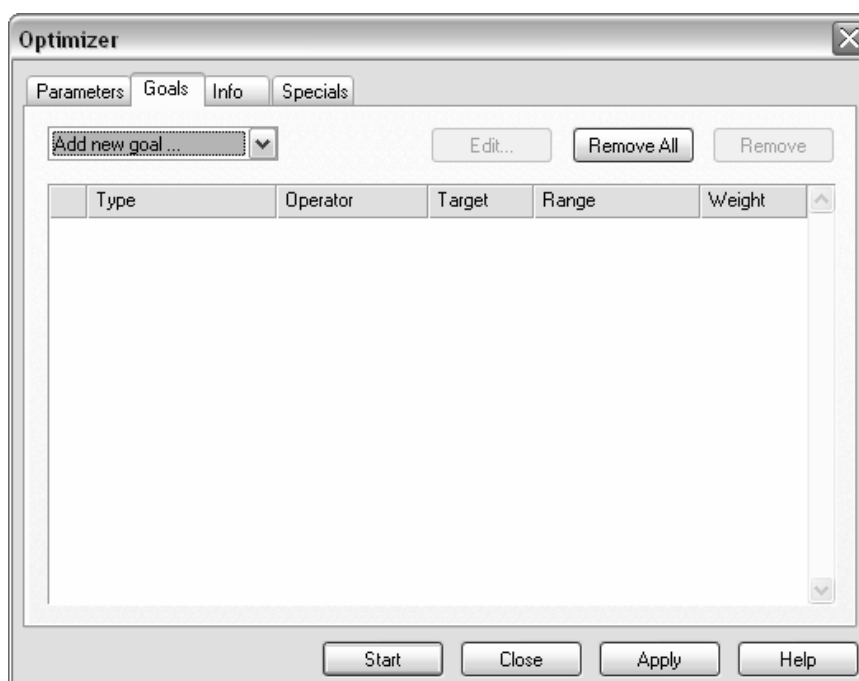 Optimizer
Parameters Goals Info Specials
Add new goal ... Edit... Remove All Remove
Type Operator Target Range Weight
Start Close Apply Help